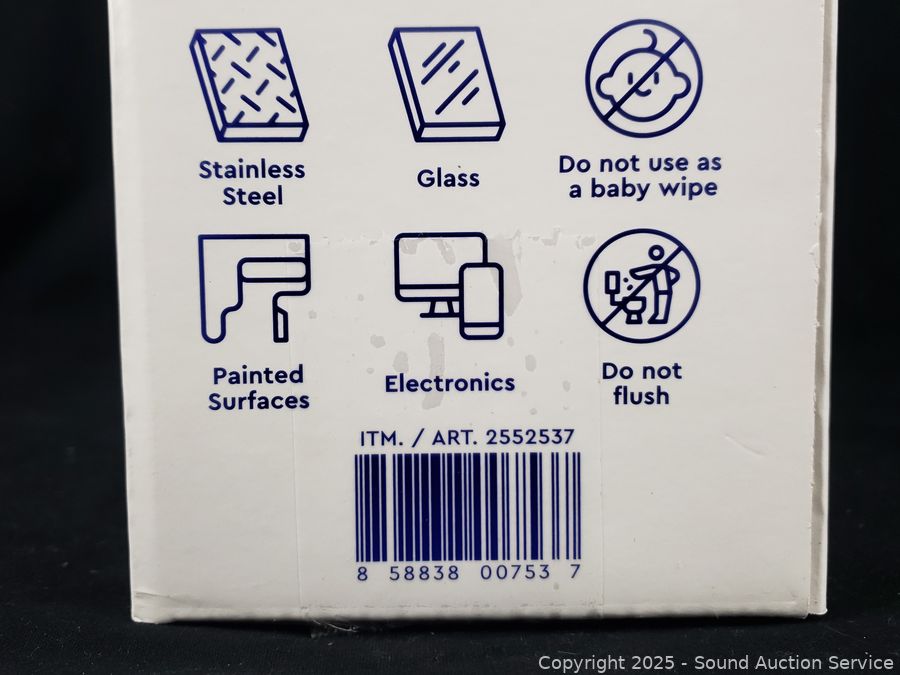 Stainless
Steel
Glass
Do not use as
a baby wipe
Painted
Surfaces
Electronics
Do not
flush
ITM. / ART. 2552537
8 58838 00753 7
Copyright 2025 - Sound Auction Service